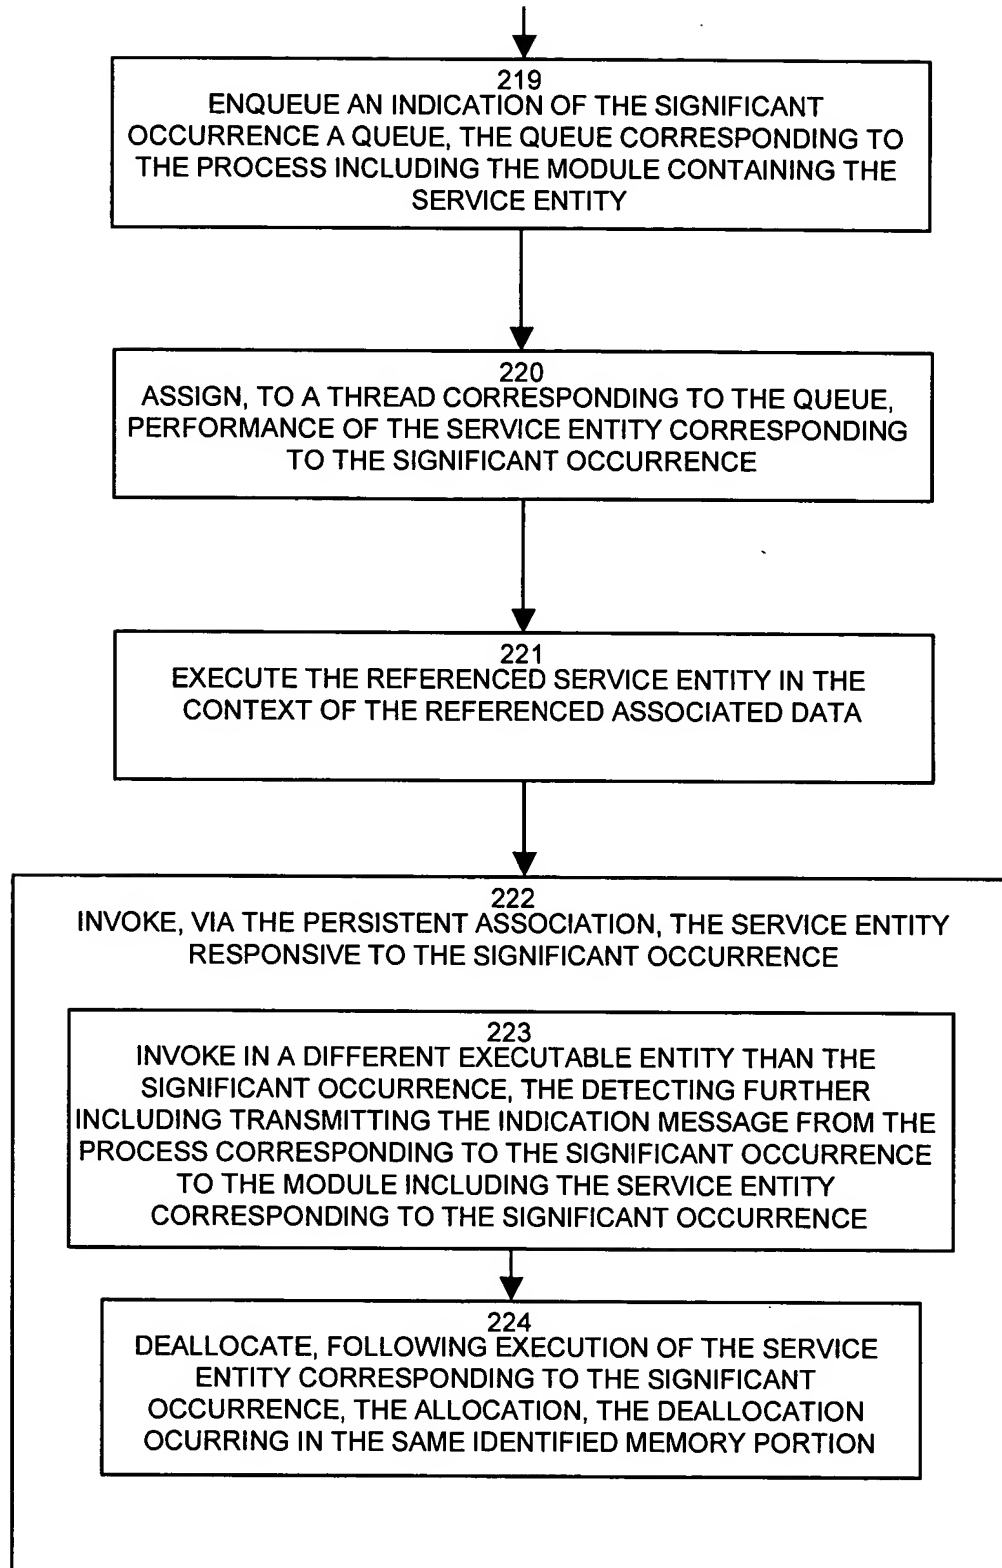 219
ENQUEUE AN INDICATION OF THE SIGNIFICANT
OCCURRENCE A QUEUE, THE QUEUE CORRESPONDING TO
THE PROCESS INCLUDING THE MODULE CONTAINING THE
SERVICE ENTITY
220
ASSIGN, TO A THREAD CORRESPONDING TO THE QUEUE,
PERFORMANCE OF THE SERVICE ENTITY CORRESPONDING
TO THE SIGNIFICANT OCCURRENCE
221
EXECUTE THE REFERENCED SERVICE ENTITY IN THE
CONTEXT OF THE REFERENCED ASSOCIATED DATA
222
INVOKE, VIA THE PERSISTENT ASSOCIATION, THE SERVICE ENTITY
RESPONSIVE TO THE SIGNIFICANT OCCURRENCE
223
INVOKE IN A DIFFERENT EXECUTABLE ENTITY THAN THE
SIGNIFICANT OCCURRENCE, THE DETECTING FURTHER
INCLUDING TRANSMITTING THE INDICATION MESSAGE FROM THE
PROCESS CORRESPONDING TO THE SIGNIFICANT OCCURRENCE
TO THE MODULE INCLUDING THE SERVICE ENTITY
CORRESPONDING TO THE SIGNIFICANT OCCURRENCE
224
DEALLOCATE, FOLLOWING EXECUTION OF THE SERVICE
ENTITY CORRESPONDING TO THE SIGNIFICANT
OCCURRENCE, THE ALLOCATION, THE DEALLOCATION
OCURRING IN THE SAME IDENTIFIED MEMORY PORTION